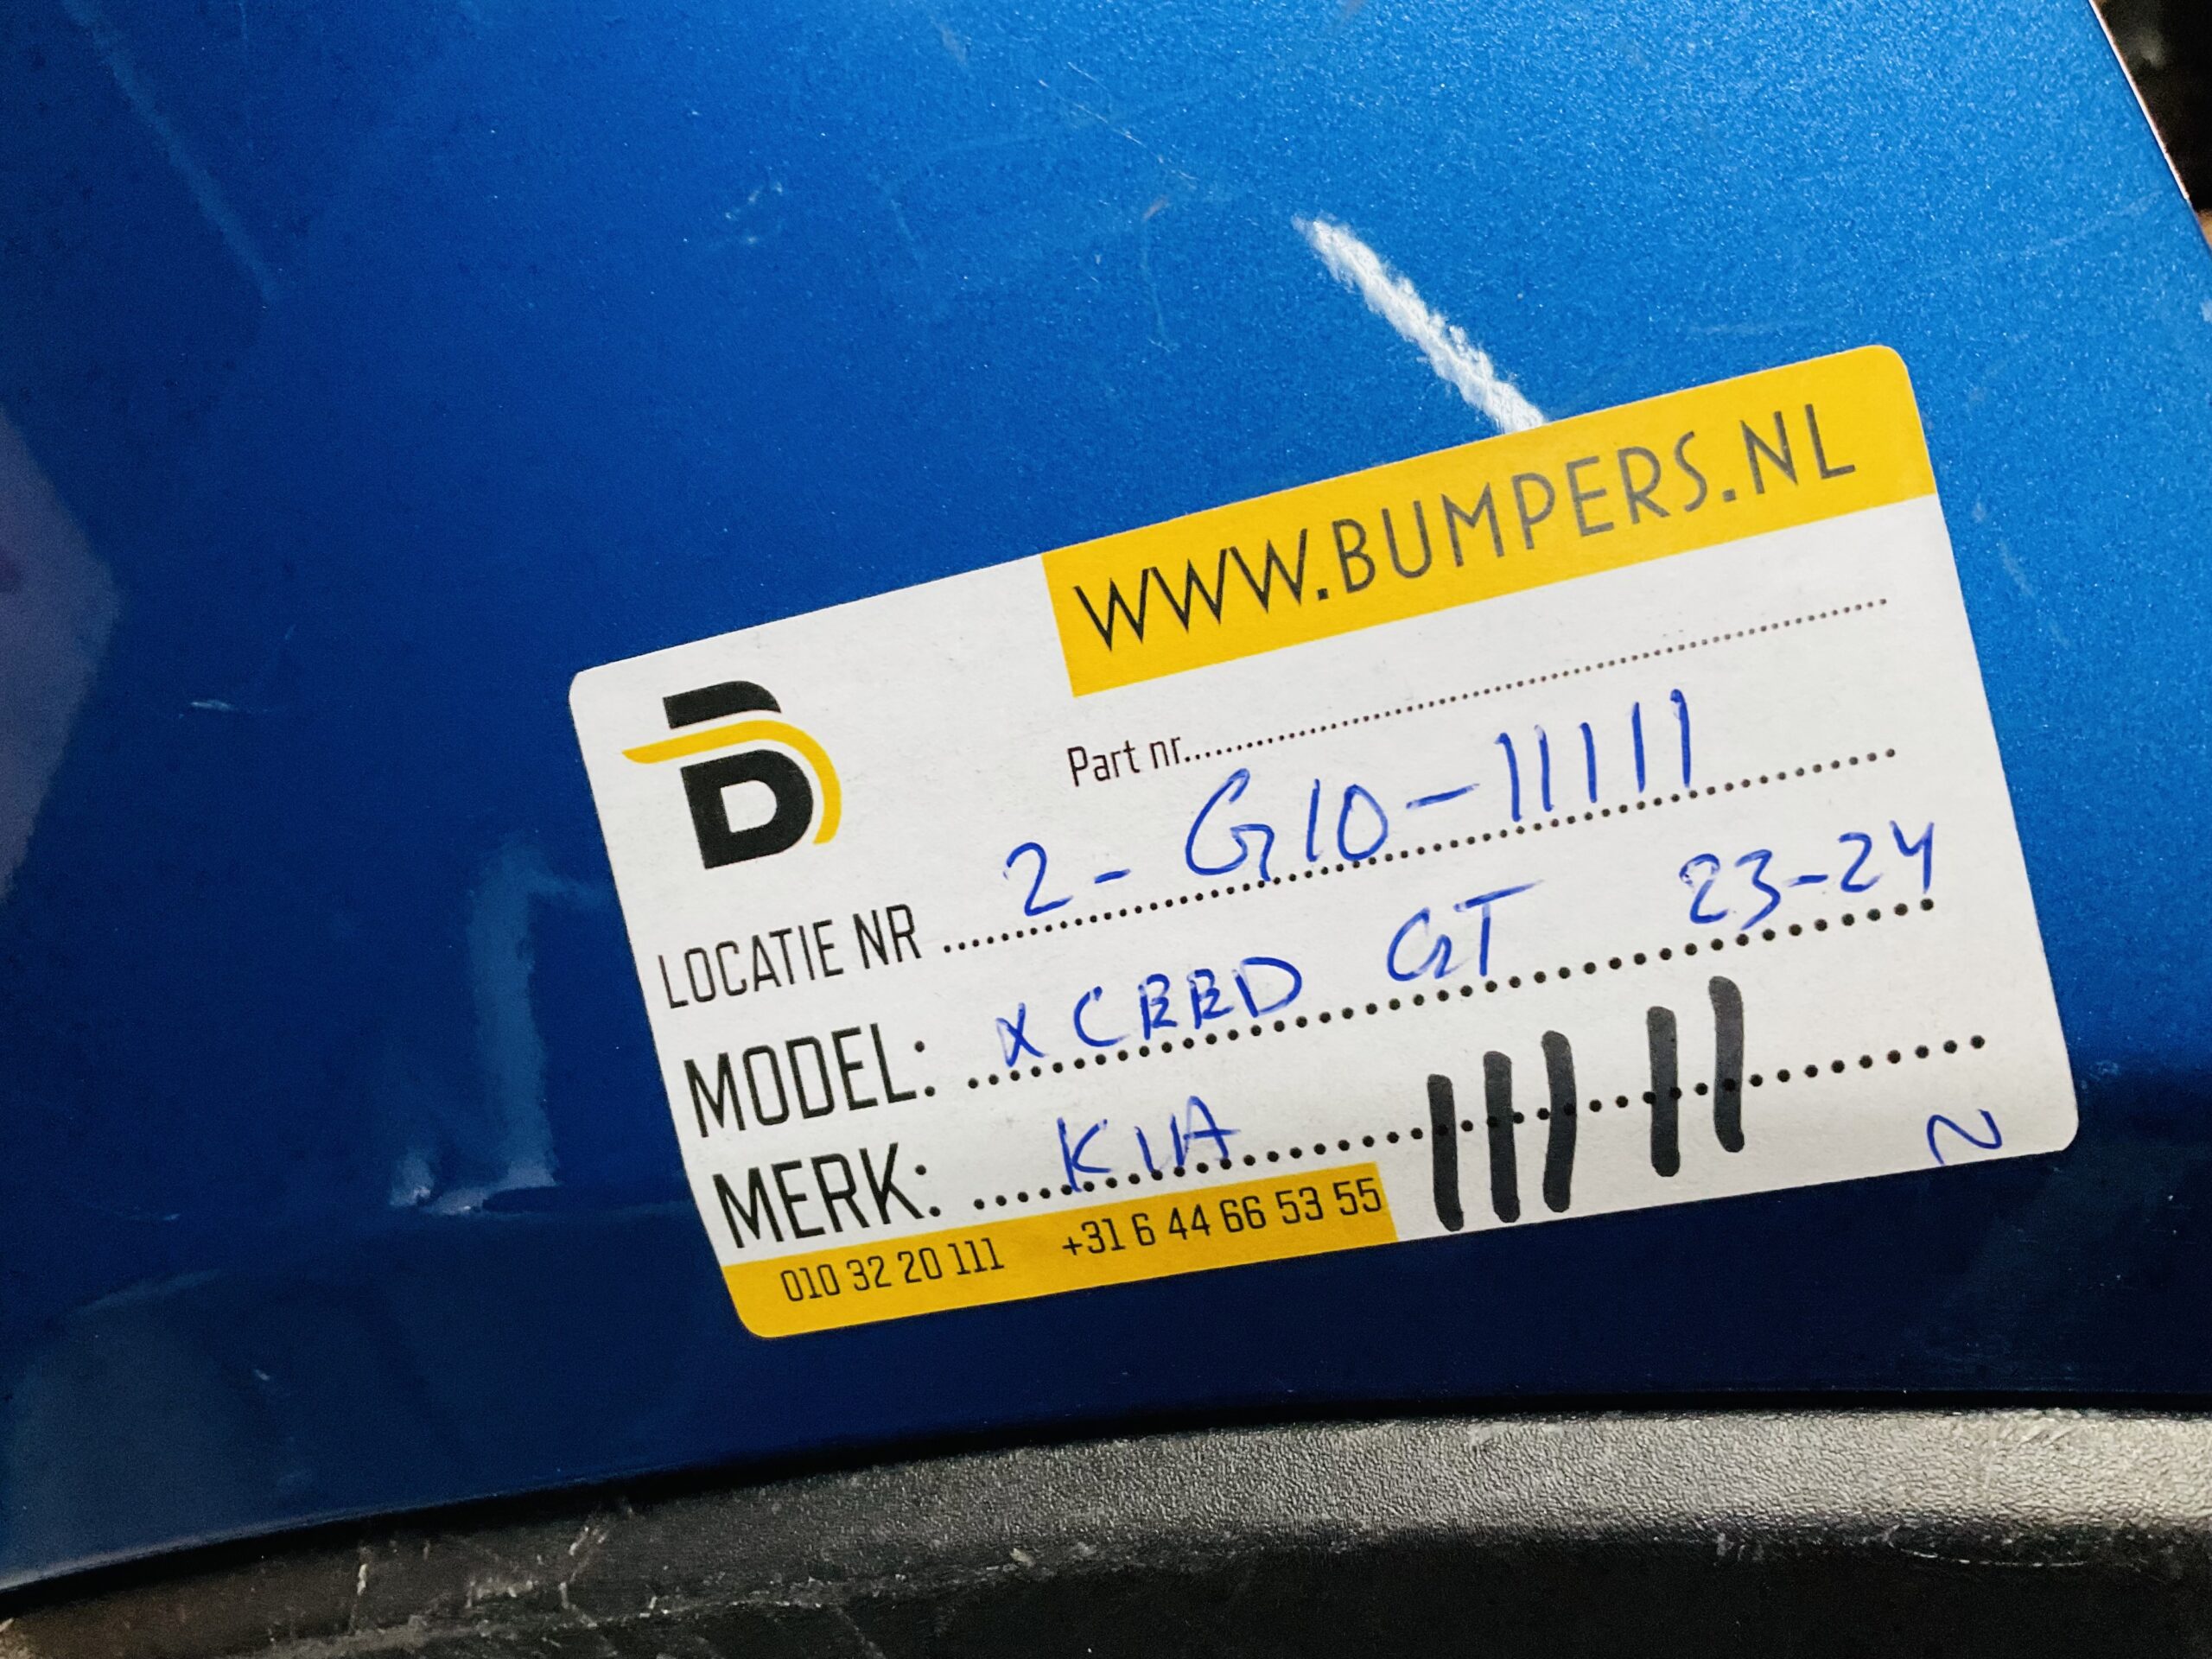 WWW.BUMPERS.NL
B
Part nr.
LOCATIE NR 2-G10-11111
MODEL: XCEED GT 23-24
MERK: KIA 11111
N
010 32 20 111 +31 6 44 66 53 55